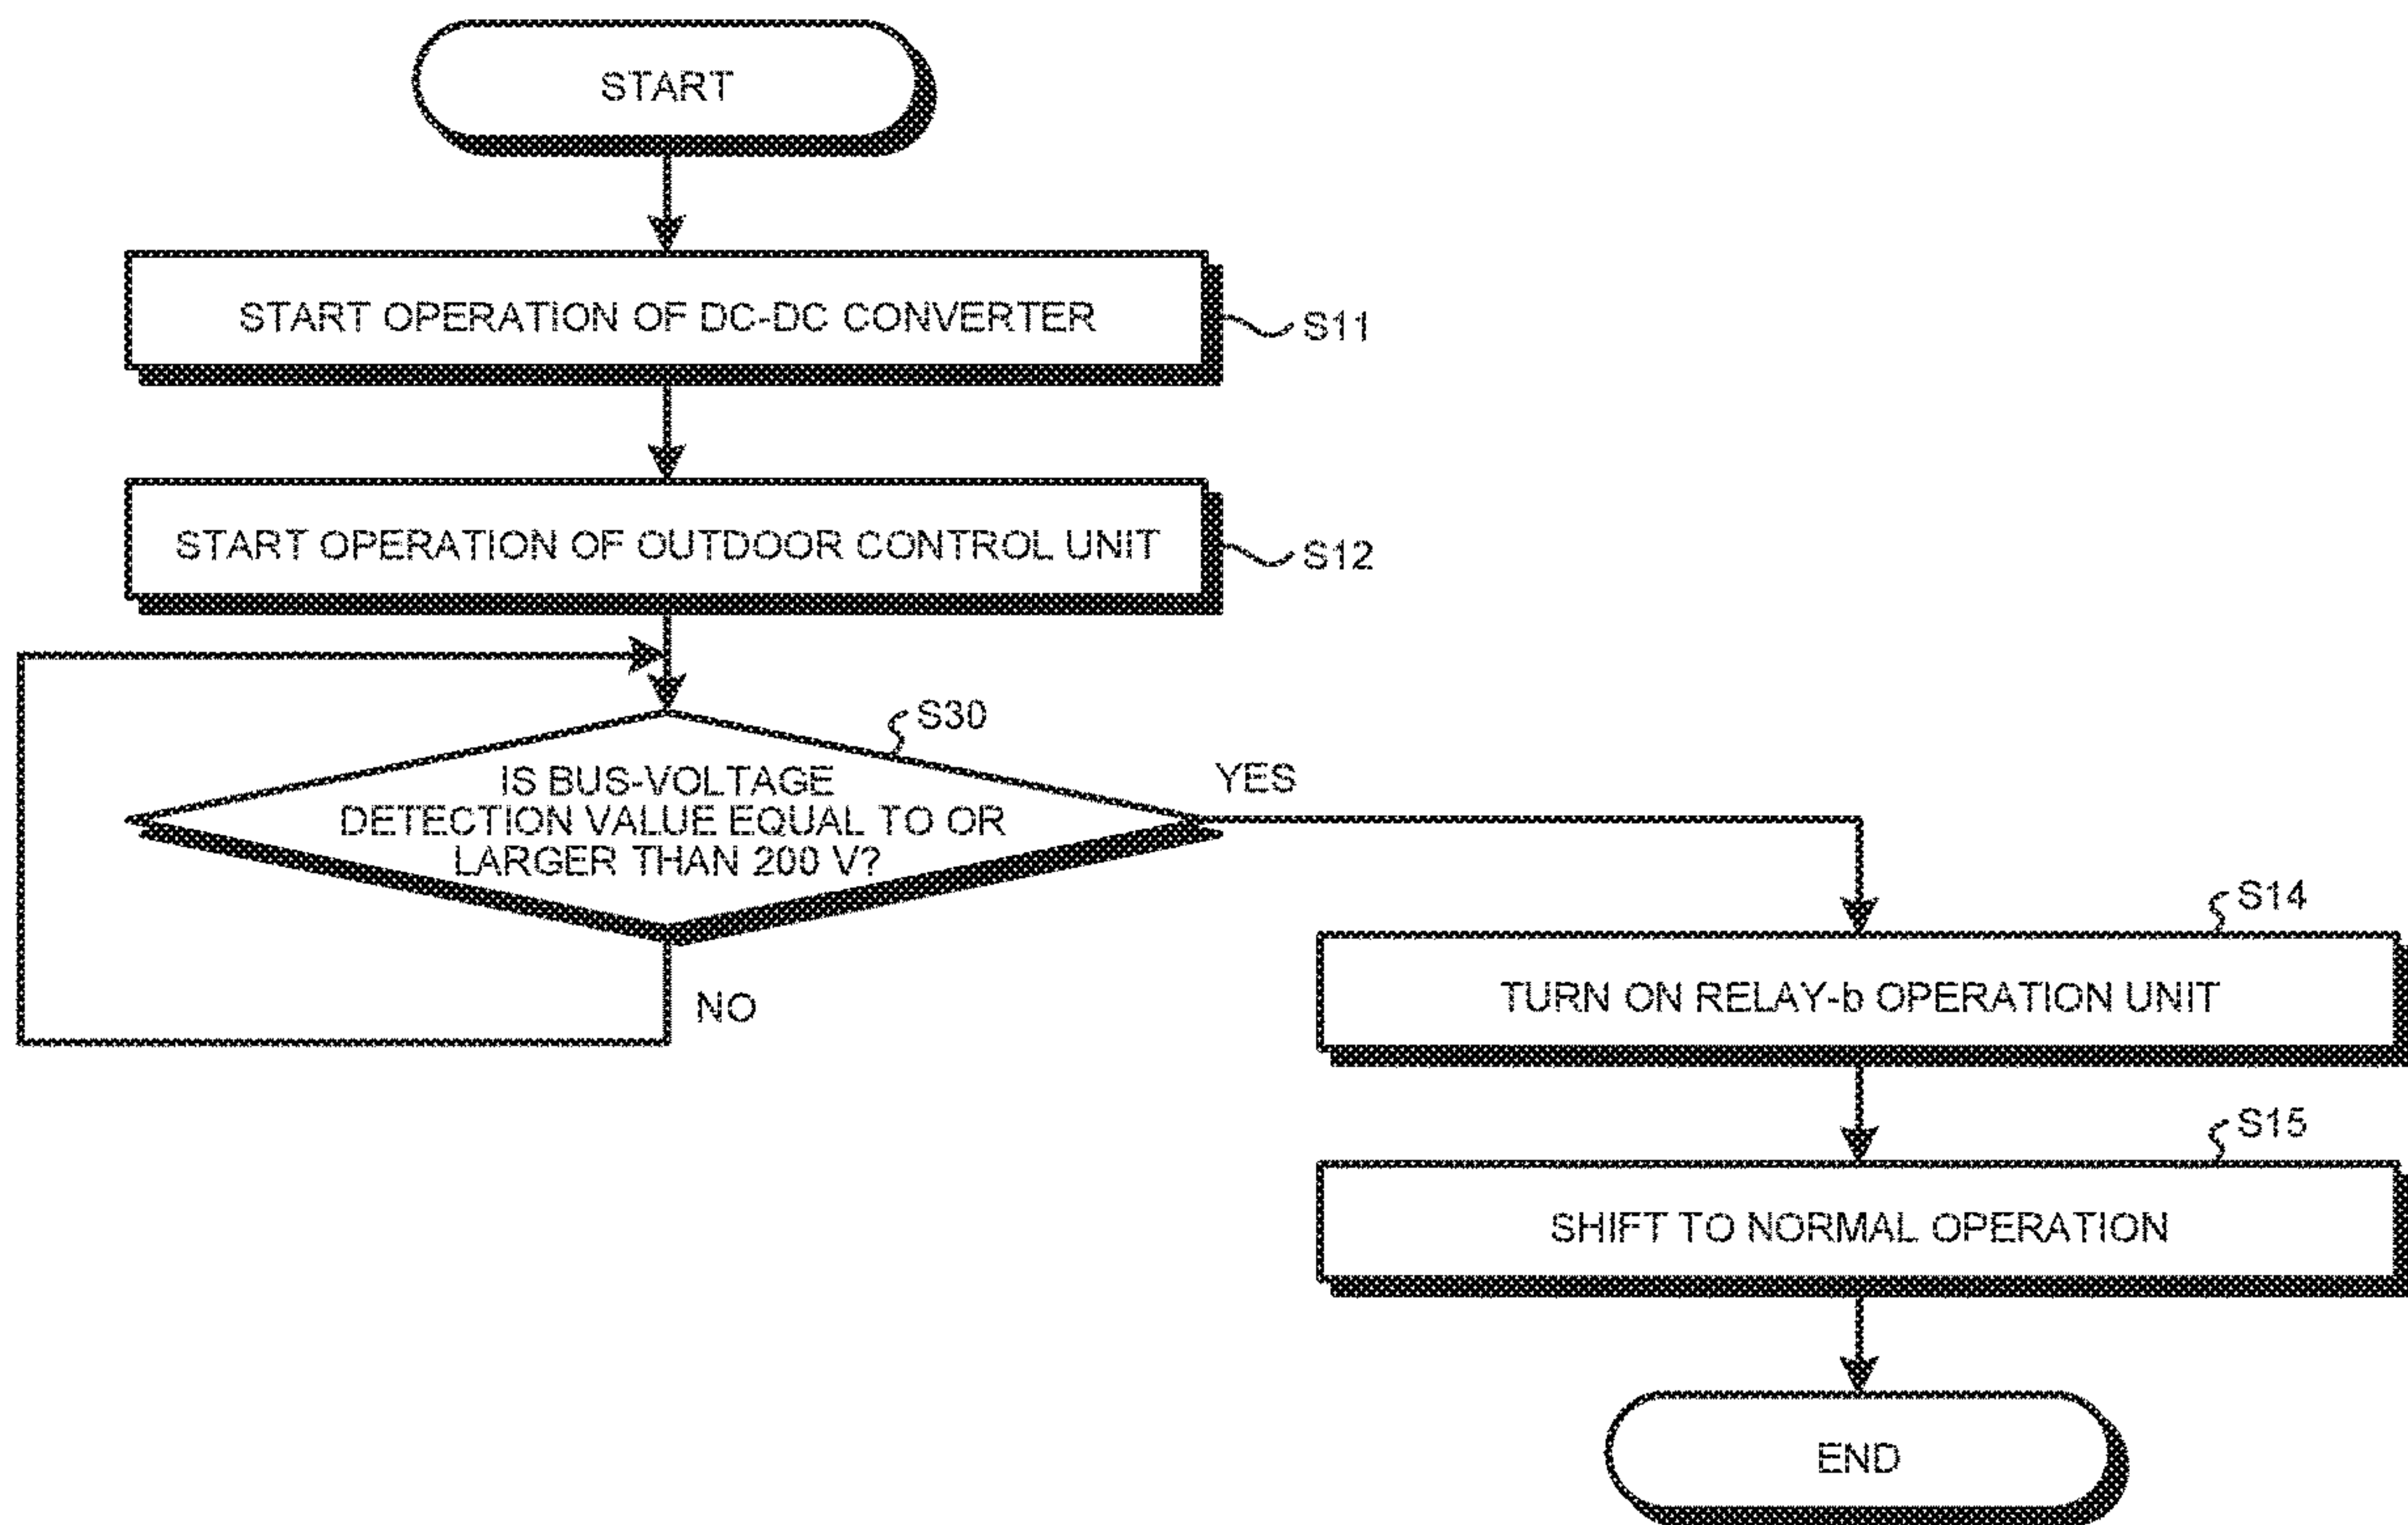 START
START OPERATION OF DC-DC CONVERTER
S11
START OPERATION OF OUTDOOR CONTROL UNIT
S12
S30
IS BUS-VOLTAGE
DETECTION VALUE EQUAL TO OR
LARGER THAN 200 V?
YES
NO
S14
TURN ON RELAY-b OPERATION UNIT
S15
SHIFT TO NORMAL OPERATION
END